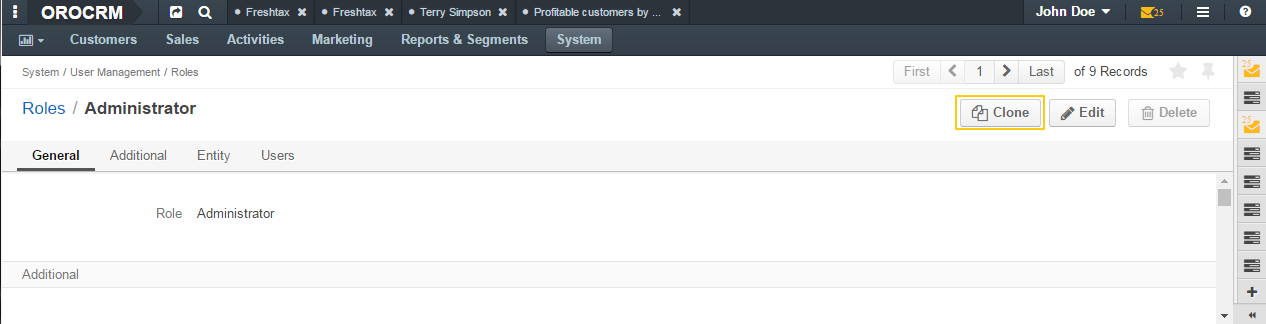 OROCRM
Freshtax
Freshtax
Terry Simpson
Profitable customers by ...
John Doe
25
Customers
Sales
Activities
Marketing
Reports & Segments
System
System / User Management / Roles
First
1
Last
of 9 Records
25
Roles / Administrator
Clone
Edit
Delete
25
General
Additional
Entity
Users
Role Administrator
Additional